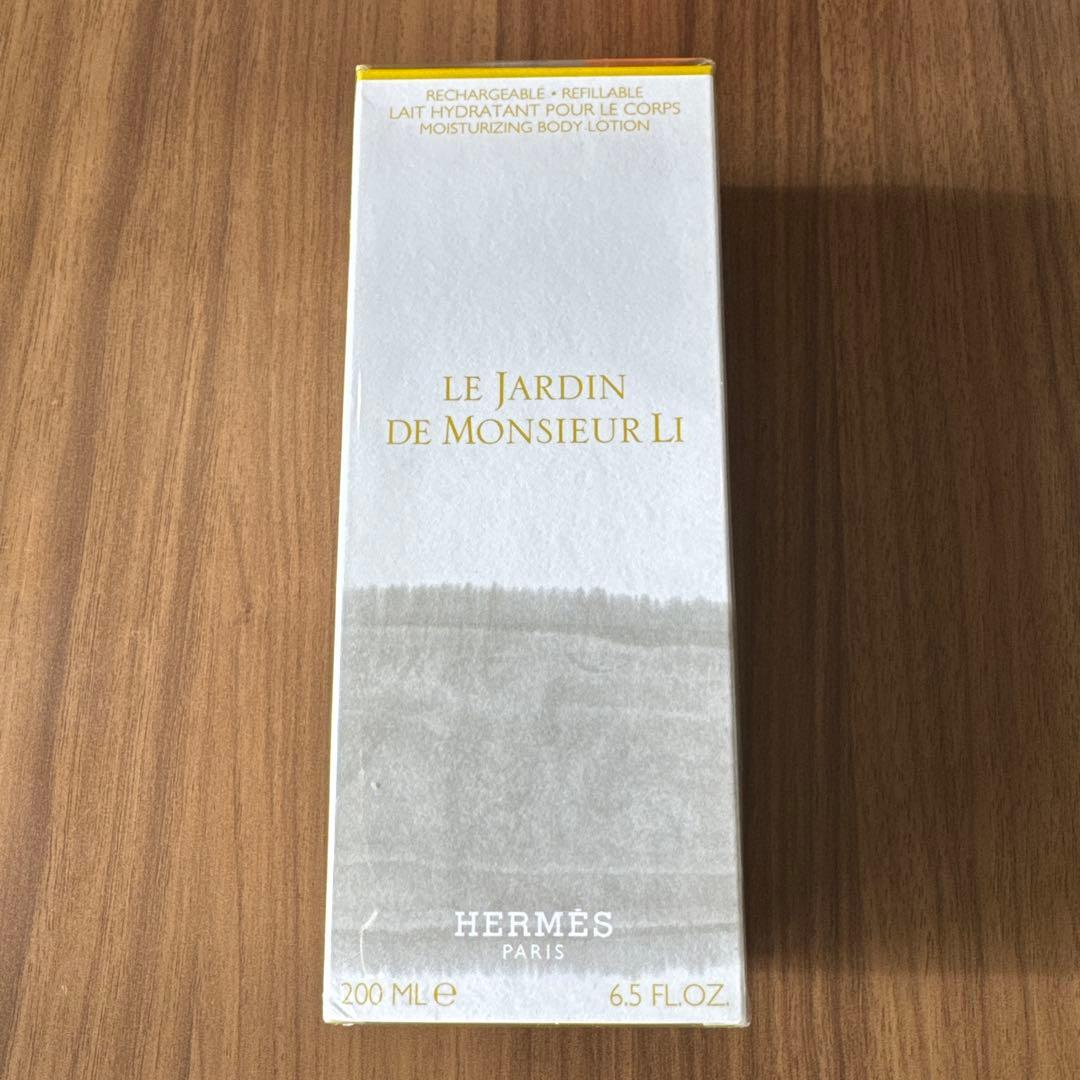 RECHARGEABLE • REFILLABLE
LAIT HYDRATANT POUR LE CORPS
MOISTURIZING BODY LOTION
LE JARDIN
DE MONSIEUR LI
HERMÈS
PARIS
200 ML ℮
6.5 FL.OZ.